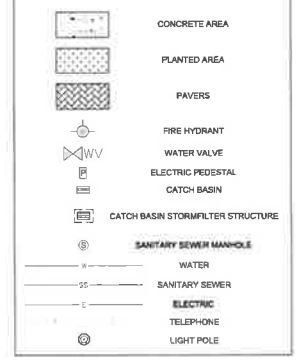 CONCRETE AREA
PLANTED AREA
PAVERS
FIRE HYDRANT
WV WATER VALVE
P ELECTRIC PEDESTAL
CATCH BASIN
CATCH BASIN STORMFILTER STRUCTURE
S SANITARY SEWER MANHOLE
W WATER
SS SANITARY SEWER
E ELECTRIC
TELEPHONE
LIGHT POLE